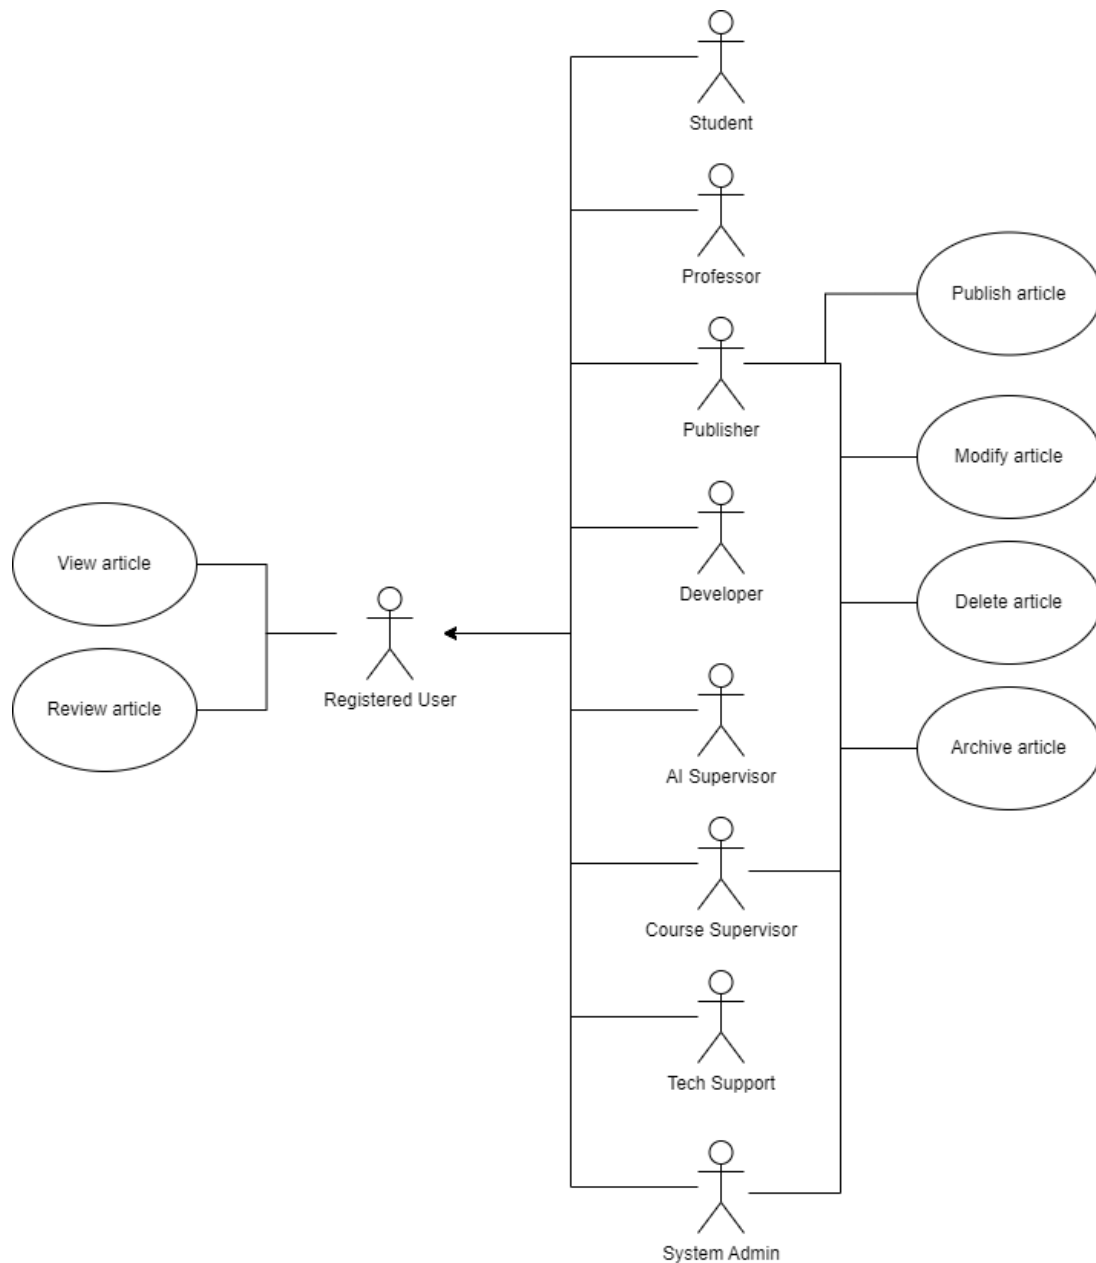 Student
Professor
Publish article
Publisher
Modify article
View article
Developer
Delete article
Registered User
Review article
AI Supervisor
Archive article
Course Supervisor
Tech Support
System Admin